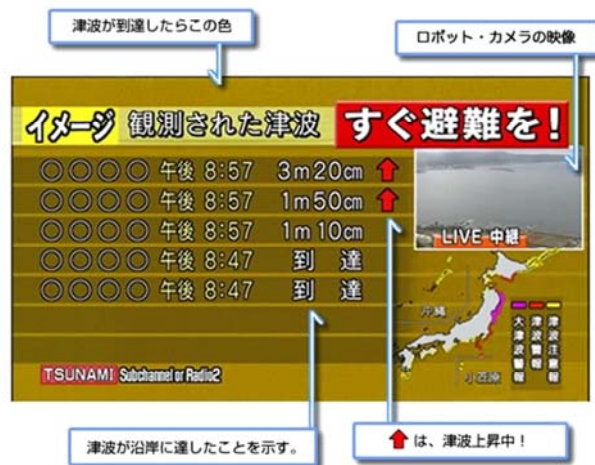 津波が到達したらこの色
ロボット・カメラの映像
イメージ 観測された津波 すぐ避難を!
○○○○ 午後 8:57 3m20cm ↑
○○○○ 午後 8:57 1m50cm ↑
○○○○ 午後 8:57 1m10cm
○○○○ 午後 8:47 到 達
○○○○ 午後 8:47 到 達
LIVE 中継
沖縄
小笠原
大津波警報
津波警報
津波注意報
TSUNAMI Subchannel or Radio2
津波が沿岸に達したことを示す。
↑は、津波上昇中!